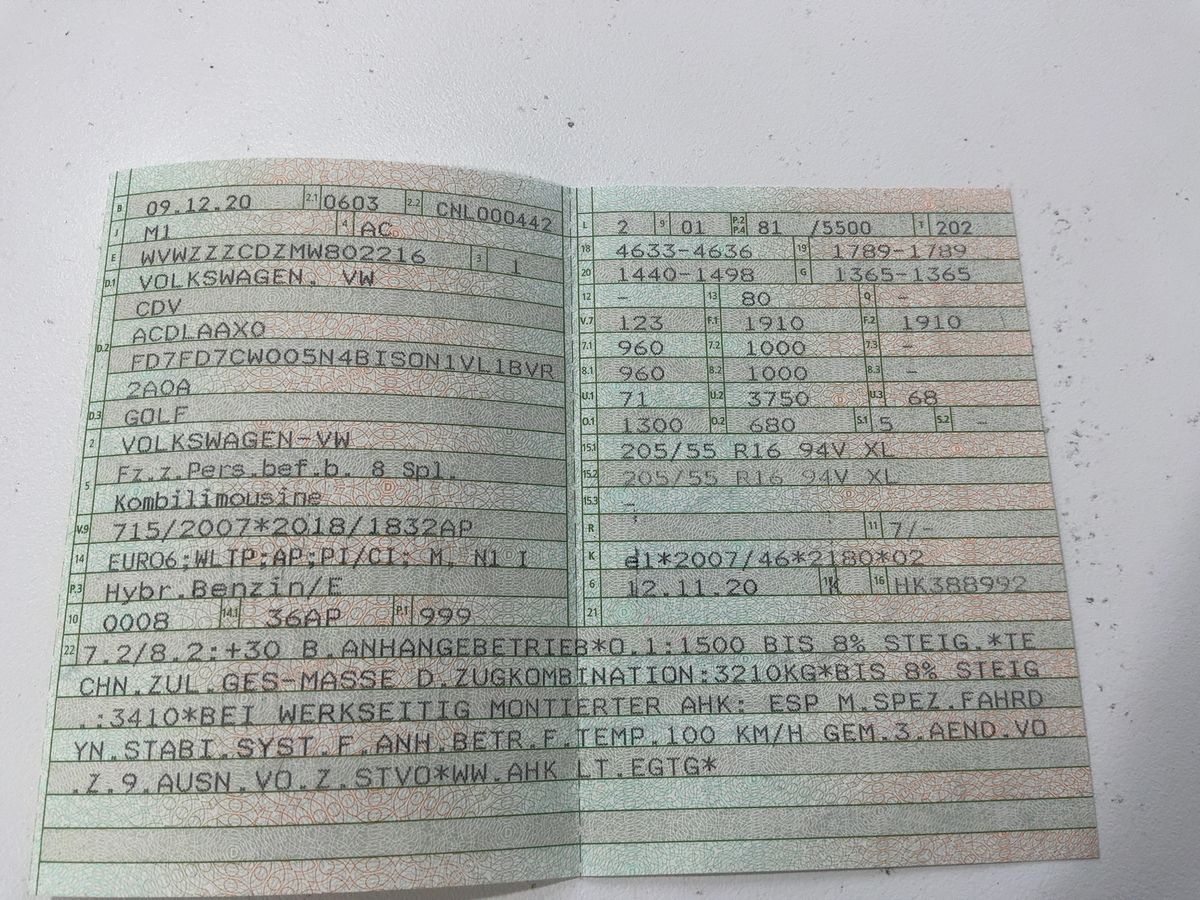 B 09.12.20 2.1 0603 2.2 CNL000442
J M1 4 AC
E WVWZZZCDZMW802216 3 1
D.1 VOLKSWAGEN, VW
CDV
D.2 ACDLAAX0
FD7FD7CW005N4BISON1VL1BVR
2A0A
D.3 GOLF
2 VOLKSWAGEN-VW
5 Fz.z.Pers.bef.b. 8 Spl.
Kombilimousine
V.9 715/2007*2018/1832AP
14 EURO6;WLTP;AP;PI/CI; M, N1 I
P.3 Hybr.Benzin/E
10 0008 14.1 36AP P.1 999
L 2 9 01 P.2 P.4 81 /5500 T 202
18 4633-4636 19 1789-1789
20 1440-1498 G 1365-1365
12 - 13 80 Q -
V.7 123 F.1 1910 F.2 1910
7.1 960 7.2 1000 7.3 -
8.1 960 8.2 1000 8.3 -
U.1 71 U.2 3750 U.3 68
O.1 1300 O.2 680 S.1 5 S.2 -
15.1 205/55 R16 94V XL
15.2 205/55 R16 94V XL
15.3 -
R 11 7/-
K e1*2007/46*2180*02
6 12.11.20 17 K 16 HK388992
21
22 7.2/8.2:+30 B.ANHANGEBETRIEB*O.1:1500 BIS 8% STEIG.*TE
CHN.ZUL.GES-MASSE D.ZUGKOMBINATION:3210KG*BIS 8% STEIG
.:3410*BEI WERKSEITIG MONTIERTER AHK: ESP M.SPEZ.FAHRD
YN.STABI.SYST.F.ANH.BETR.F.TEMP.100 KM/H GEM.3.AEND.VO
.Z.9.AUSN.VO.Z.STVO*WW.AHK LT.EGTG*